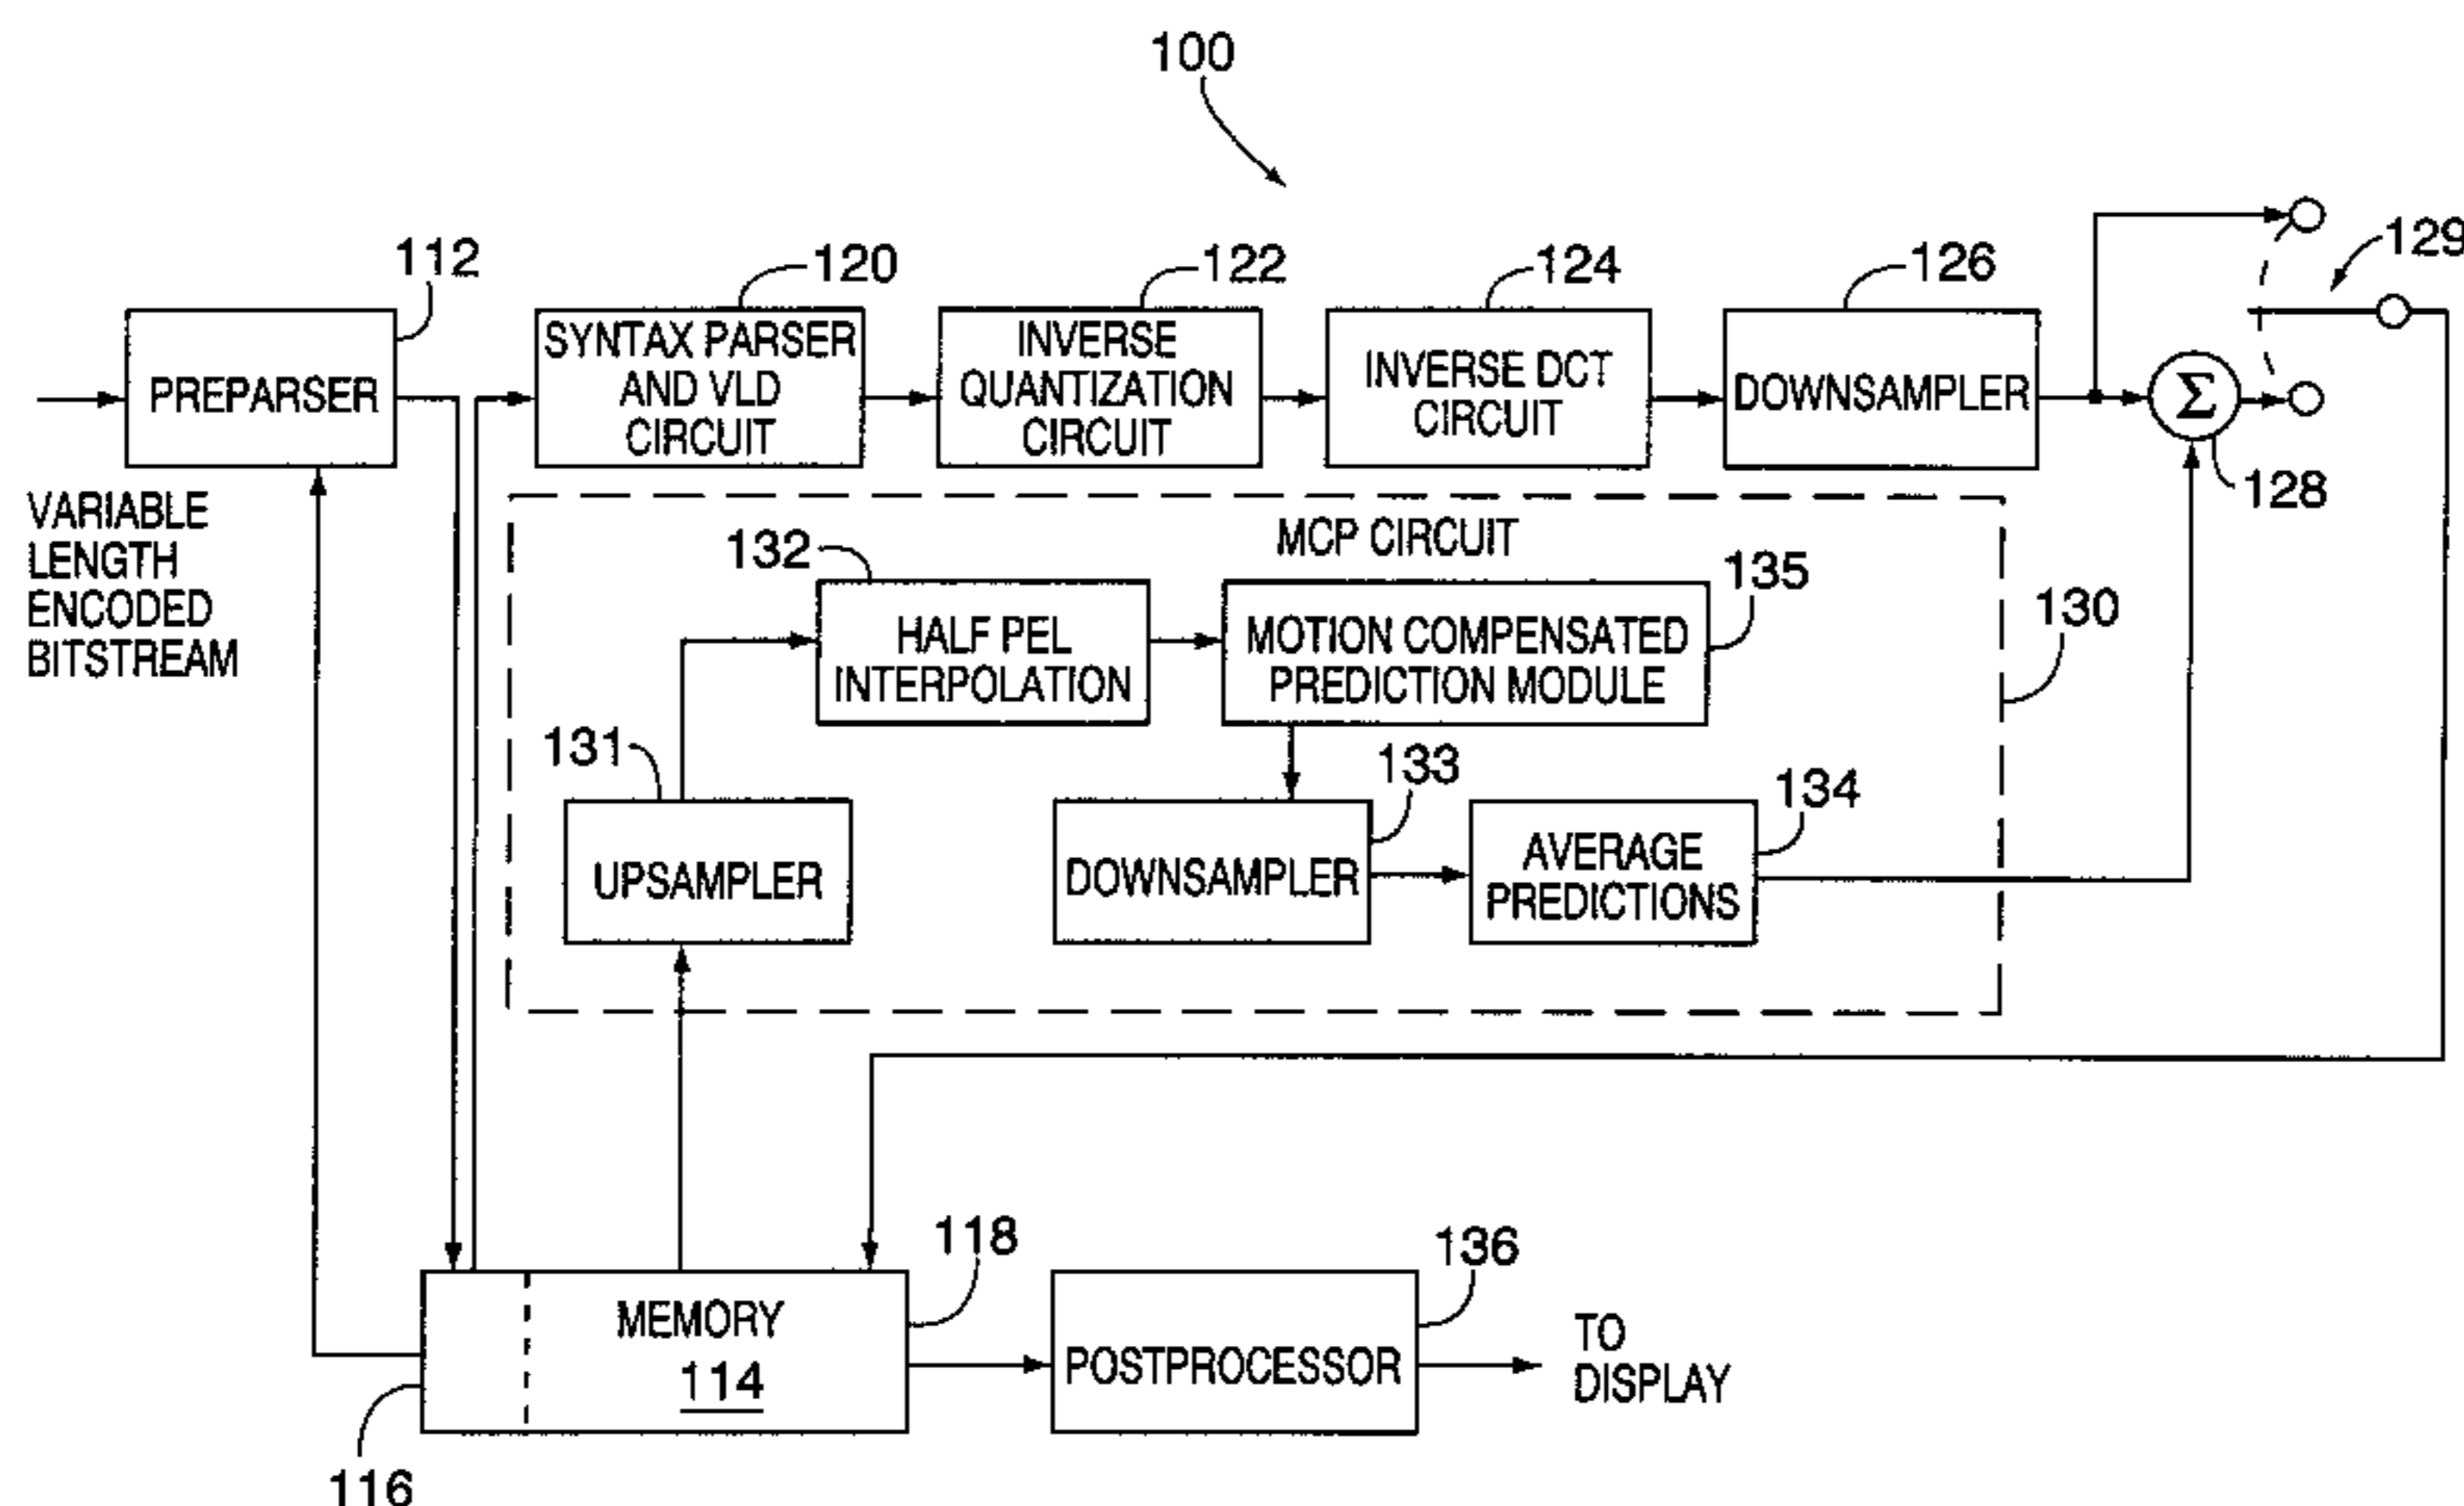 100
112
120
122
124
126
129
PREPARSER
SYNTAX PARSER
AND VLD
CIRCUIT
INVERSE
QUANTIZATION
CIRCUIT
INVERSE DCT
CIRCUIT
DOWNSAMPLER
Σ
128
VARIABLE
LENGTH
ENCODED
BITSTREAM
MCP CIRCUIT
132
135
130
HALF PEL
INTERPOLATION
MOTION COMPENSATED
PREDICTION MODULE
131
133
134
UPSAMPLER
DOWNSAMPLER
AVERAGE
PREDICTIONS
118
136
MEMORY
114
POSTPROCESSOR
TO
DISPLAY
116